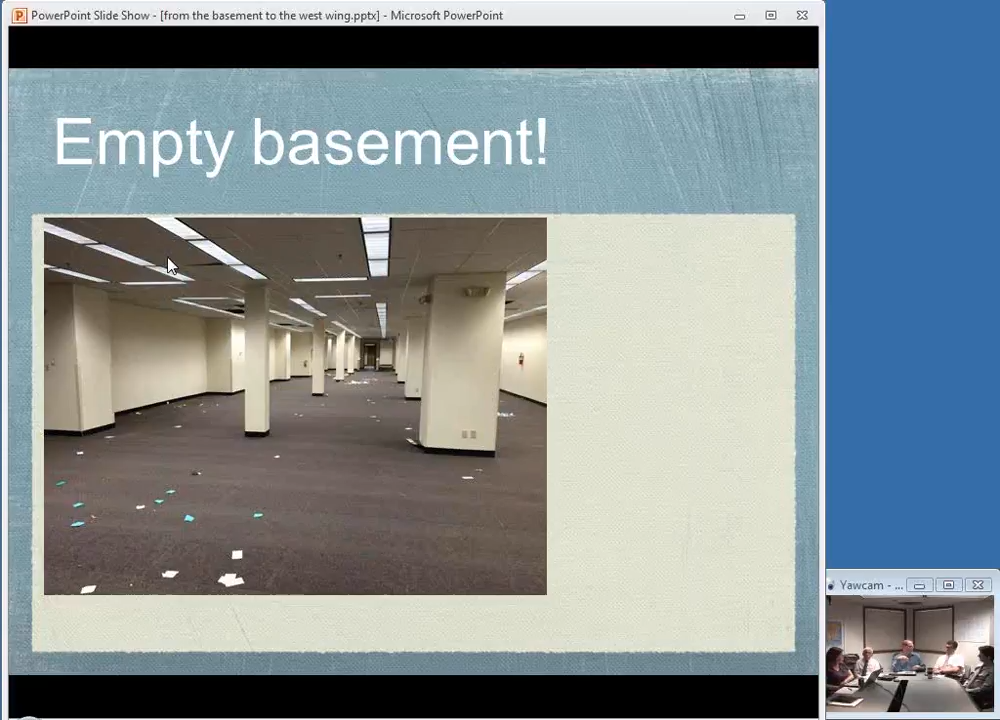 PowerPoint Slide Show - [from the basement to the west wing.pptx] - Microsoft PowerPoint
Empty basement!
Yawcam - ...